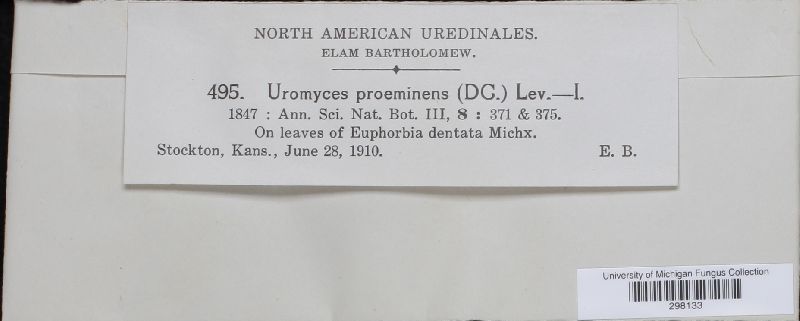 NORTH AMERICAN UREDINALES.
ELAM BARTHOLOMEW.
495. Uromyces proeminens (DC.) Lev.—I.
1847 : Ann. Sci. Nat. Bot. III, 8 : 371 & 375.
On leaves of Euphorbia dentata Michx.
Stockton, Kans., June 28, 1910. E. B.
University of Michigan Fungus Collection
298133